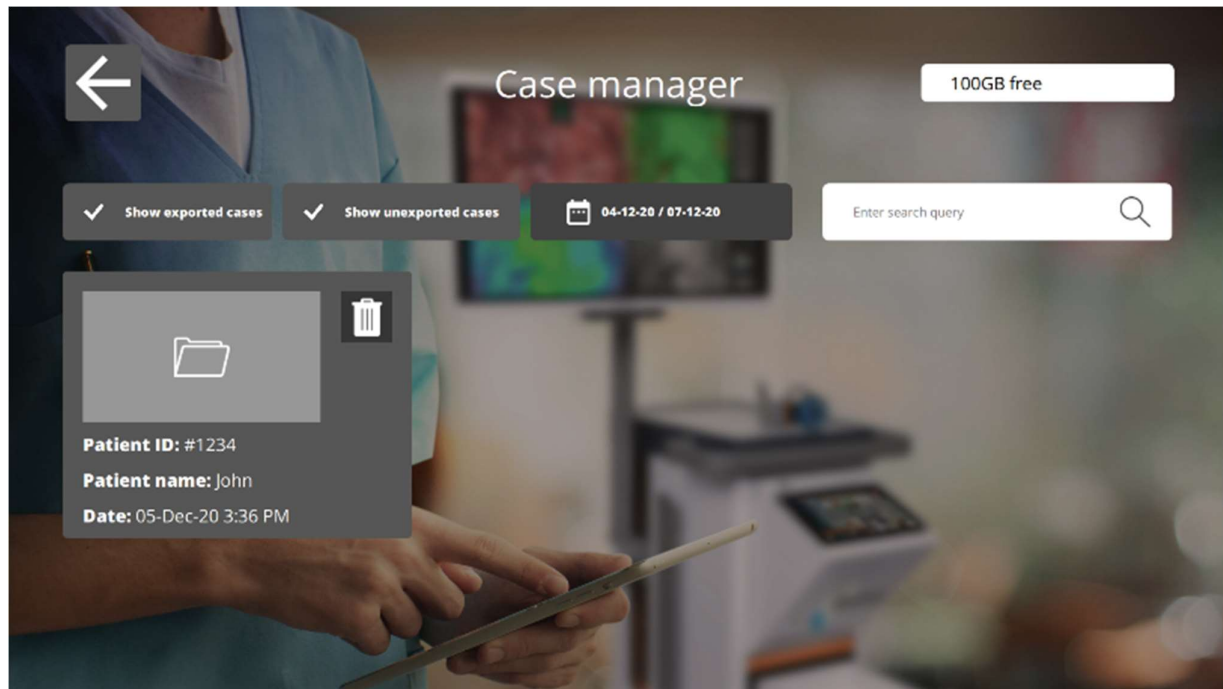 Case manager
100GB free
Show exported cases
Show unexported cases
04-12-20 / 07-12-20
Enter search query
Patient ID: #1234
Patient name: John
Date: 05-Dec-20 3:36 PM